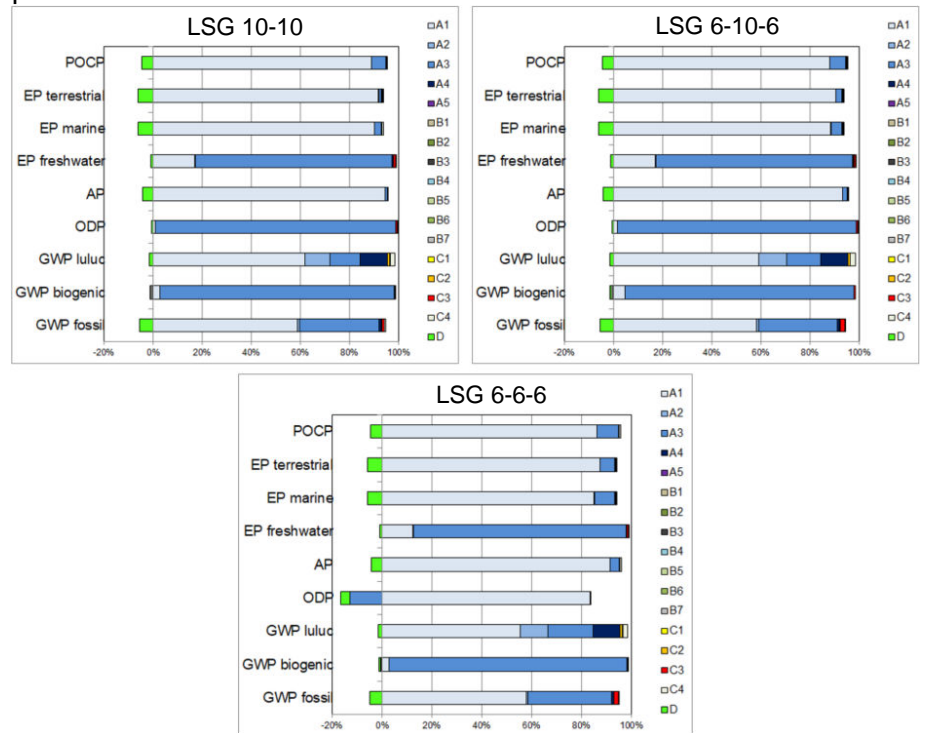 LSG 10-10
POCP
EP terrestrial
EP marine
EP freshwater
AP
ODP
GWP luluc
GWP biogenic
GWP fossil
-20%
0%
20%
40%
60%
80%
100%
A1
A2
A3
A4
A5
B1
B2
B3
B4
B5
B6
B7
C1
C2
C3
C4
D
LSG 6-10-6
POCP
EP terrestrial
EP marine
EP freshwater
AP
ODP
GWP luluc
GWP biogenic
GWP fossil
-20%
0%
20%
40%
60%
80%
100%
A1
A2
A3
A4
A5
B1
B2
B3
B4
B5
B6
B7
C1
C2
C3
C4
D
LSG 6-6-6
POCP
EP terrestrial
EP marine
EP freshwater
AP
ODP
GWP luluc
GWP biogenic
GWP fossil
-20%
0%
20%
40%
60%
80%
100%
A1
A2
A3
A4
A5
B1
B2
B3
B4
B5
B6
B7
C1
C2
C3
C4
D